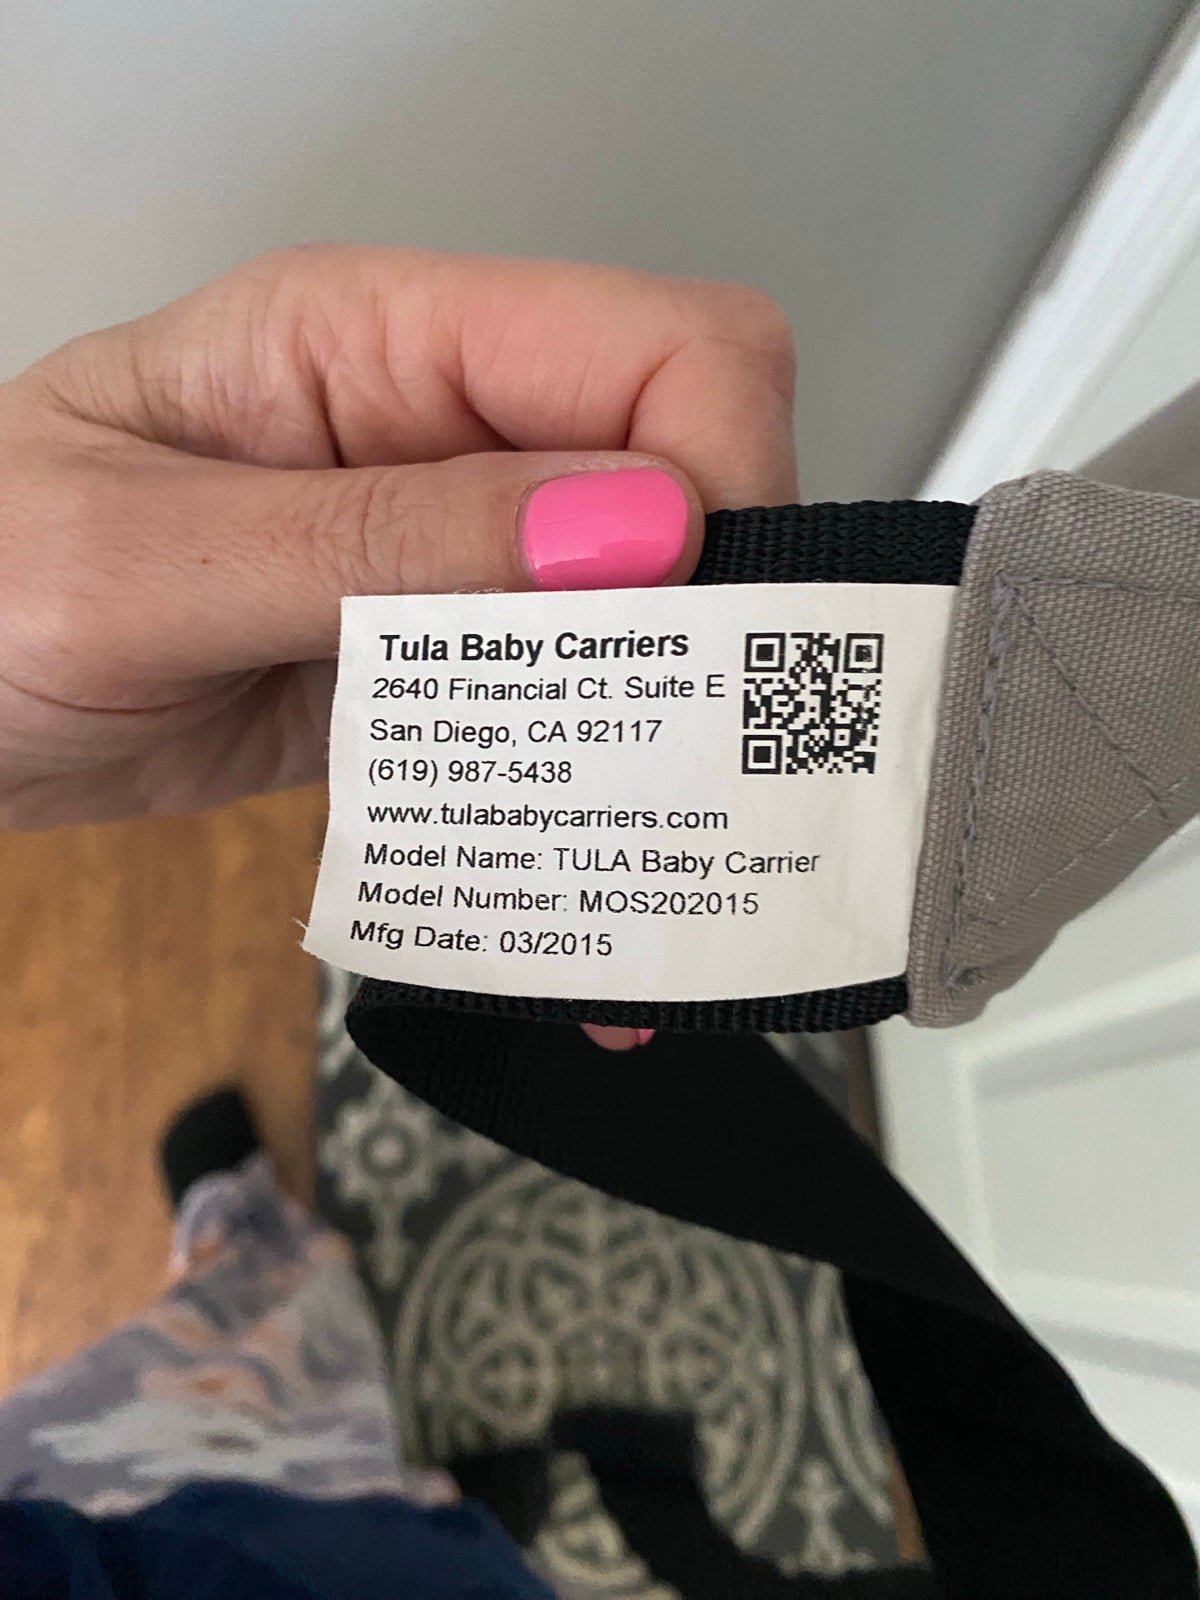 Tula Baby Carriers
2640 Financial Ct. Suite E
San Diego, CA 92117
(619) 987-5438
www.tulababycarriers.com
Model Name: TULA Baby Carrier
Model Number: MOS202015
Mfg Date: 03/2015